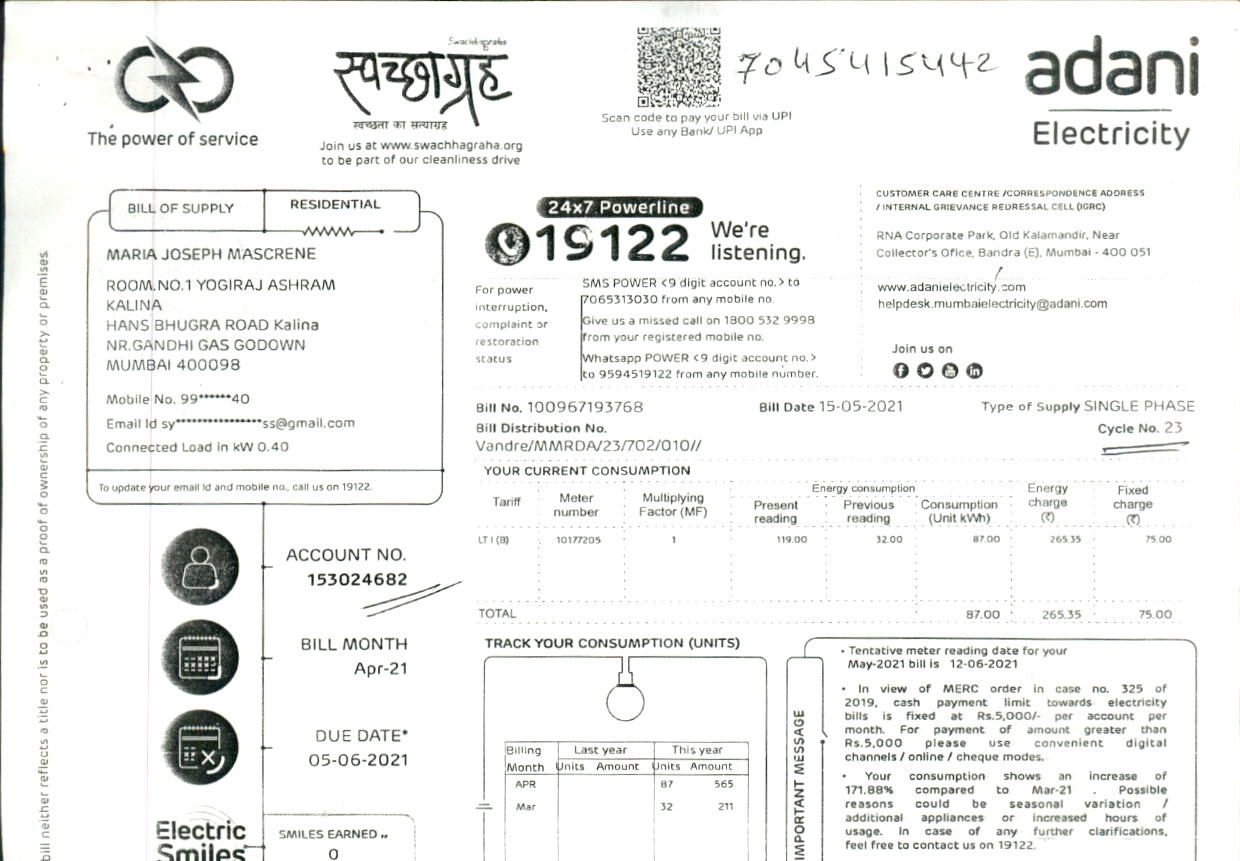 The power of service
Swachhagraha
स्वच्छाग्रह
स्वच्छता का सत्याग्रह
Join us at www.swachhagraha.org
to be part of our cleanliness drive
Scan code to pay your bill via UPI
Use any Bank/ UPI App
7045415442
adani
Electricity
BILL OF SUPPLY
RESIDENTIAL
MARIA JOSEPH MASCRENE
ROOM.NO.1 YOGIRAJ ASHRAM
KALINA
HANS BHUGRA ROAD Kalina
NR.GANDHI GAS GODOWN
MUMBAI 400098
Mobile No. 99******40
Email Id sy*****************ss@gmail.com
Connected Load in kW 0.40
To update your email Id and mobile no., call us on 19122.
24x7 Powerline
19122
We're
listening.
For power
interruption,
complaint or
restoration
status
SMS POWER <9 digit account no.> to
7065313030 from any mobile no.
Give us a missed call on 1800 532 9998
from your registered mobile no.
Whatsapp POWER <9 digit account no.>
to 9594519122 from any mobile number.
CUSTOMER CARE CENTRE /CORRESPONDENCE ADDRESS
/ INTERNAL GRIEVANCE REDRESSAL CELL (IGRC)
RNA Corporate Park, Old Kalamandir, Near
Collector's Ofice, Bandra (E), Mumbai - 400 051
www.adanielectricity.com
helpdesk.mumbaielectricity@adani.com
Join us on
Bill No. 100967193768
Bill Date 15-05-2021
Type of Supply SINGLE PHASE
Bill Distribution No.
Cycle No. 23
Vandre/MMRDA/23/702/010//
YOUR CURRENT CONSUMPTION
Tariff
Meter
number
Multiplying
Factor (MF)
Energy consumption
Present
reading
Previous
reading
Consumption
(Unit kWh)
Energy
charge
(₹)
Fixed
charge
(₹)
LT I (B) 10177205 1 119.00 32.00 87.00 265.35 75.00
TOTAL 87.00 265.35 75.00
ACCOUNT NO.
153024682
BILL MONTH
Apr-21
DUE DATE*
05-06-2021
Electric
Smiles
SMILES EARNED
0
TRACK YOUR CONSUMPTION (UNITS)
Billing Last year This year
Month Units Amount Units Amount
APR 87 565
Mar 32 211
IMPORTANT MESSAGE
• Tentative meter reading date for your
May-2021 bill is 12-06-2021
• In view of MERC order in case no. 325 of
2019, cash payment limit towards electricity
bills is fixed at Rs.5,000/- per account per
month. For payment of amount greater than
Rs.5,000 please use convenient digital
channels / online / cheque modes.
• Your consumption shows an increase of
171.88% compared to Mar-21 . Possible
reasons could be seasonal variation /
additional appliances or increased hours of
usage. In case of any further clarifications,
feel free to contact us on 19122.
bill neither reflects a title nor is to be used as a proof of ownership of any property or premises.